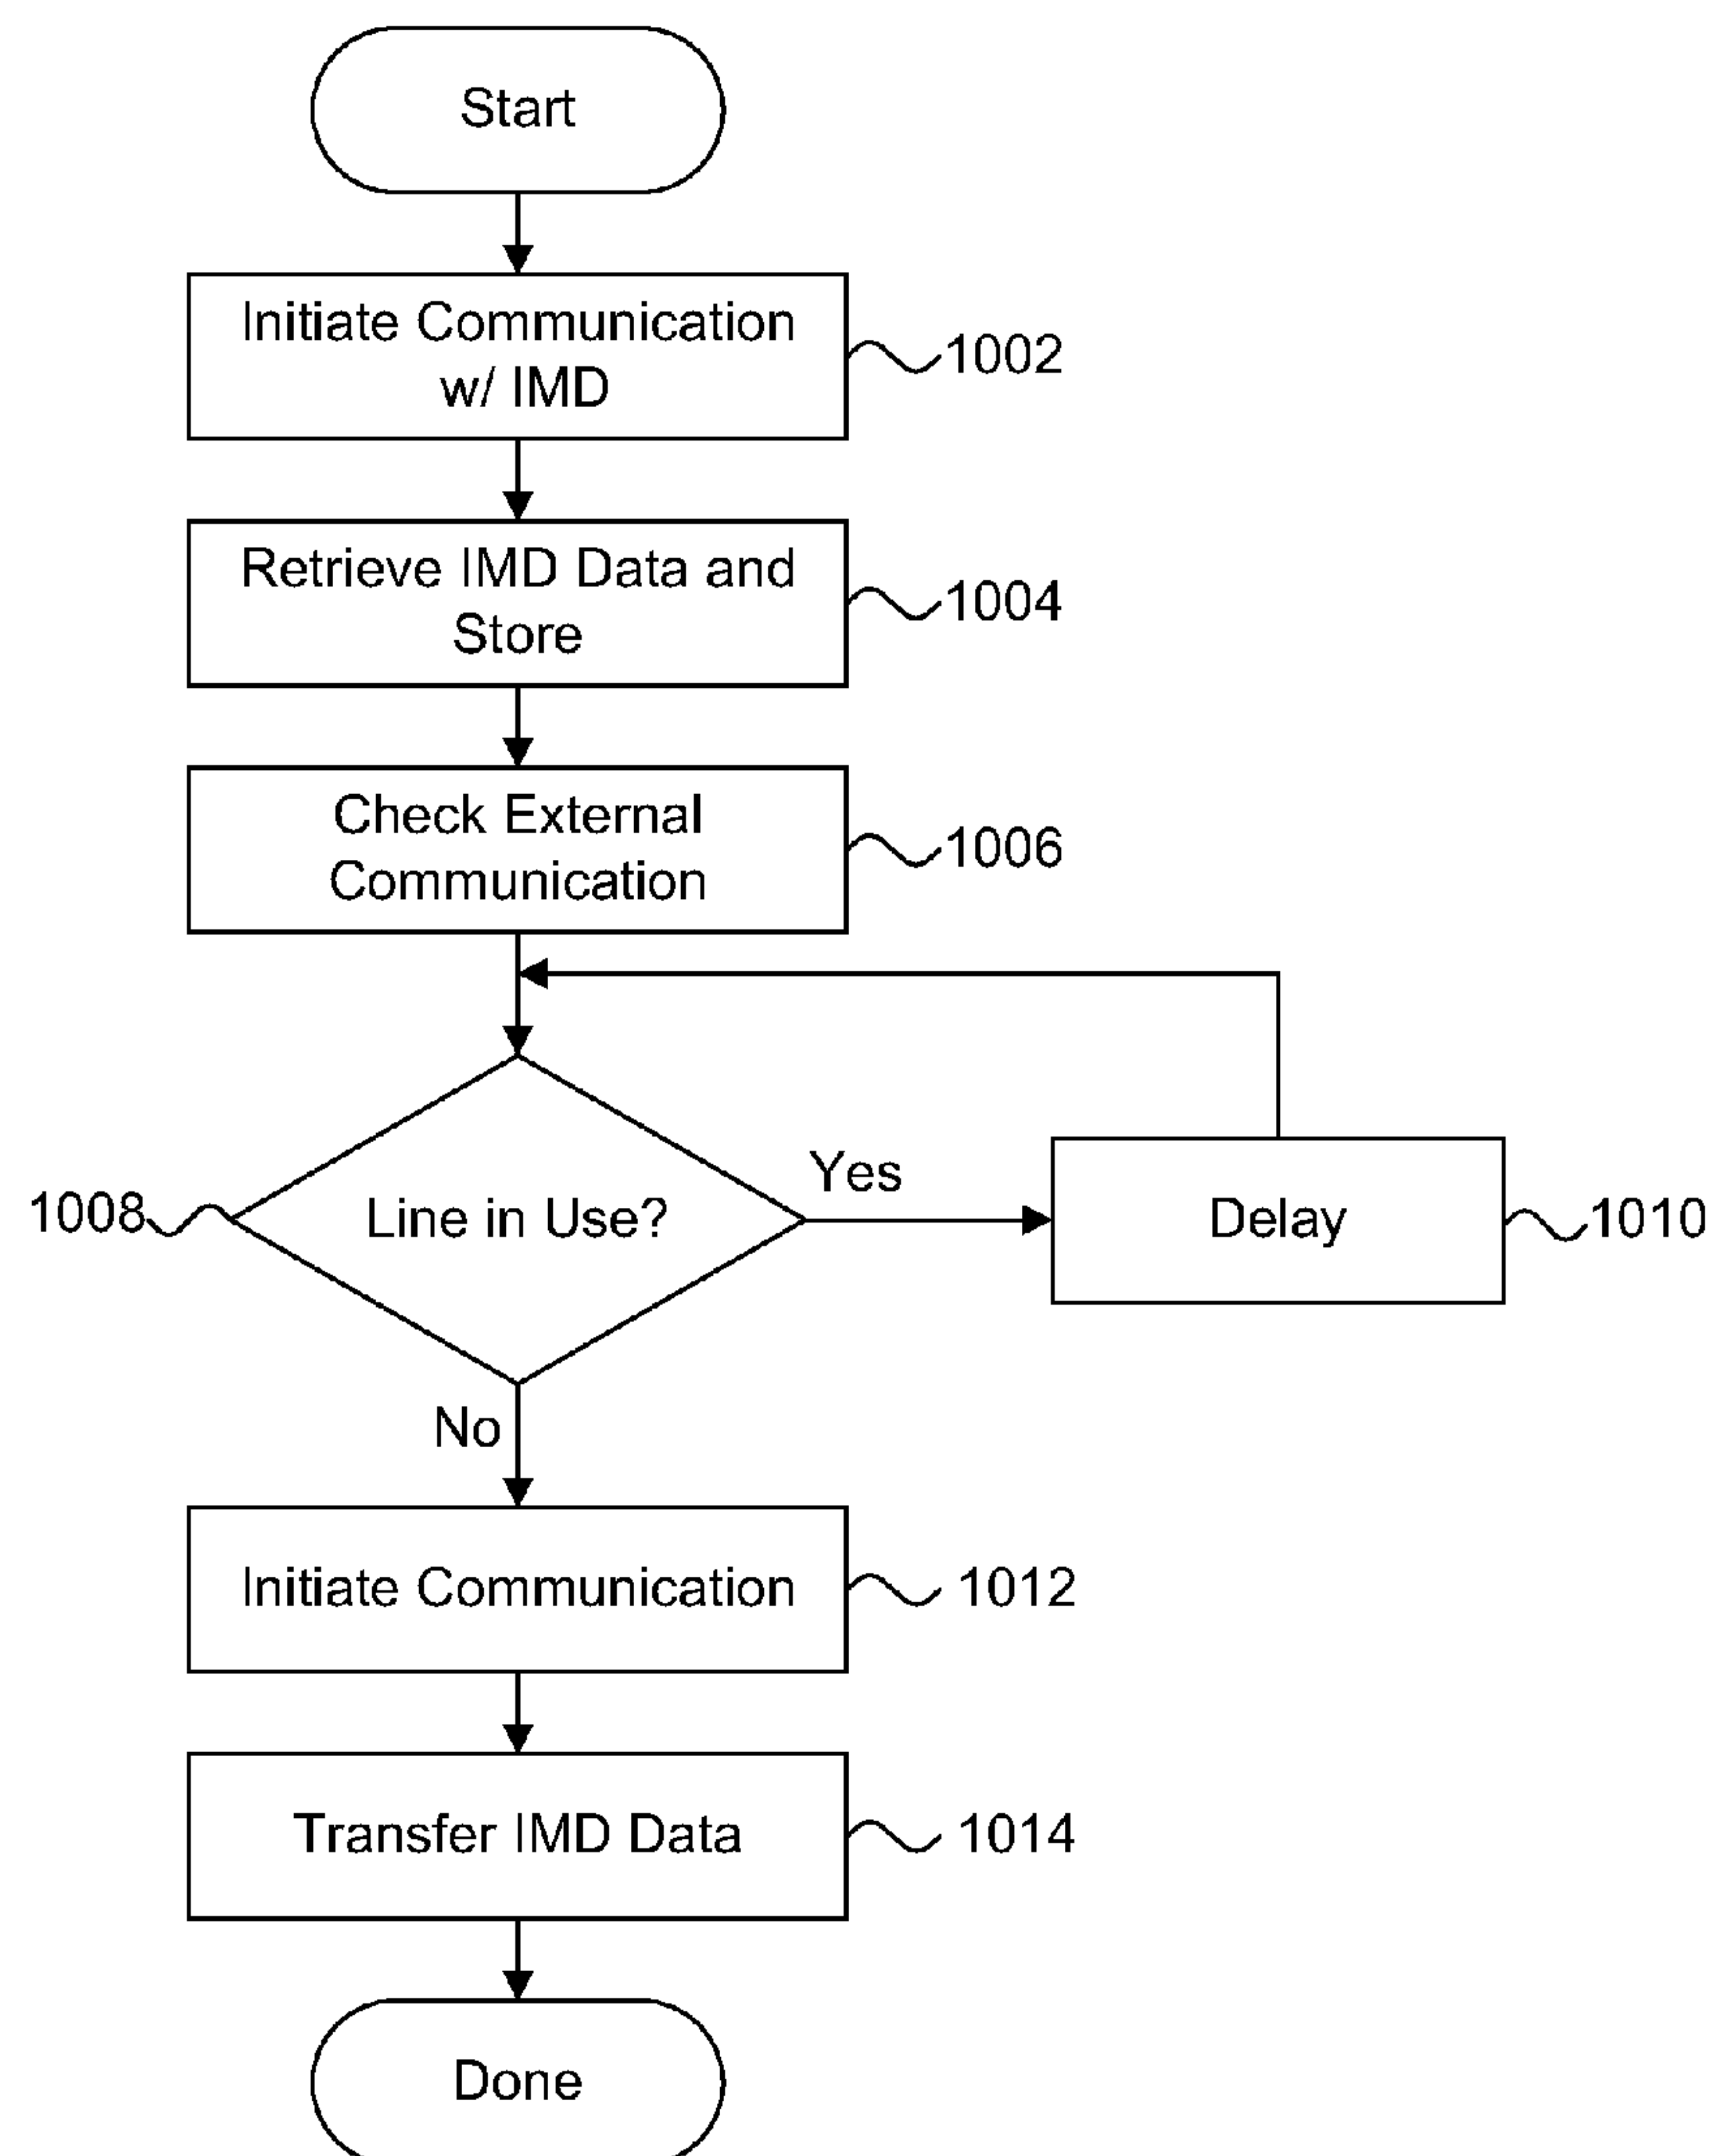 Start
Initiate Communication
w/ IMD
1002
Retrieve IMD Data and
Store
1004
Check External
Communication
1006
Yes
1008
Line in Use?
Delay
1010
No
Initiate Communication
1012
Transfer IMD Data
1014
Done